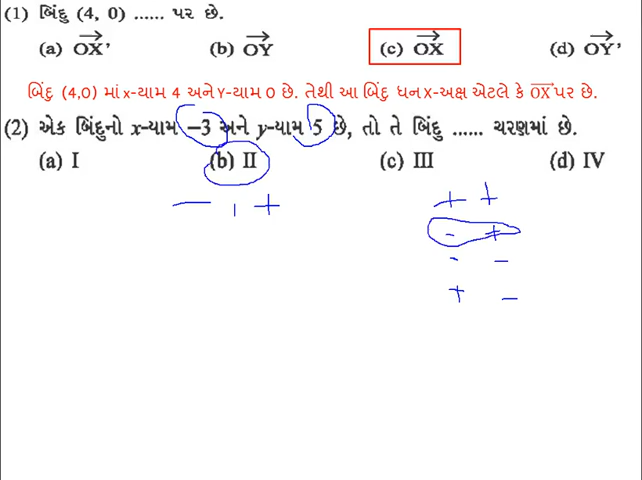 (1) બિંદુ (4, 0) ...... પર છે.
(a) OX' (b) OY (c) OX (d) OY'
બિંદુ (4,0) માં x-યામ 4 અને Y-યામ 0 છે. તેથી આ બિંદુ ધન X-અક્ષ એટલે કે OX પર છે.
(2) એક બિંદુનો x-યામ −3 અને y-યામ 5 છે, તો તે બિંદુ ...... ચરણમાં છે.
(a) I (b) II (c) III (d) IV
− , +
+ +
- +
- -
+ -